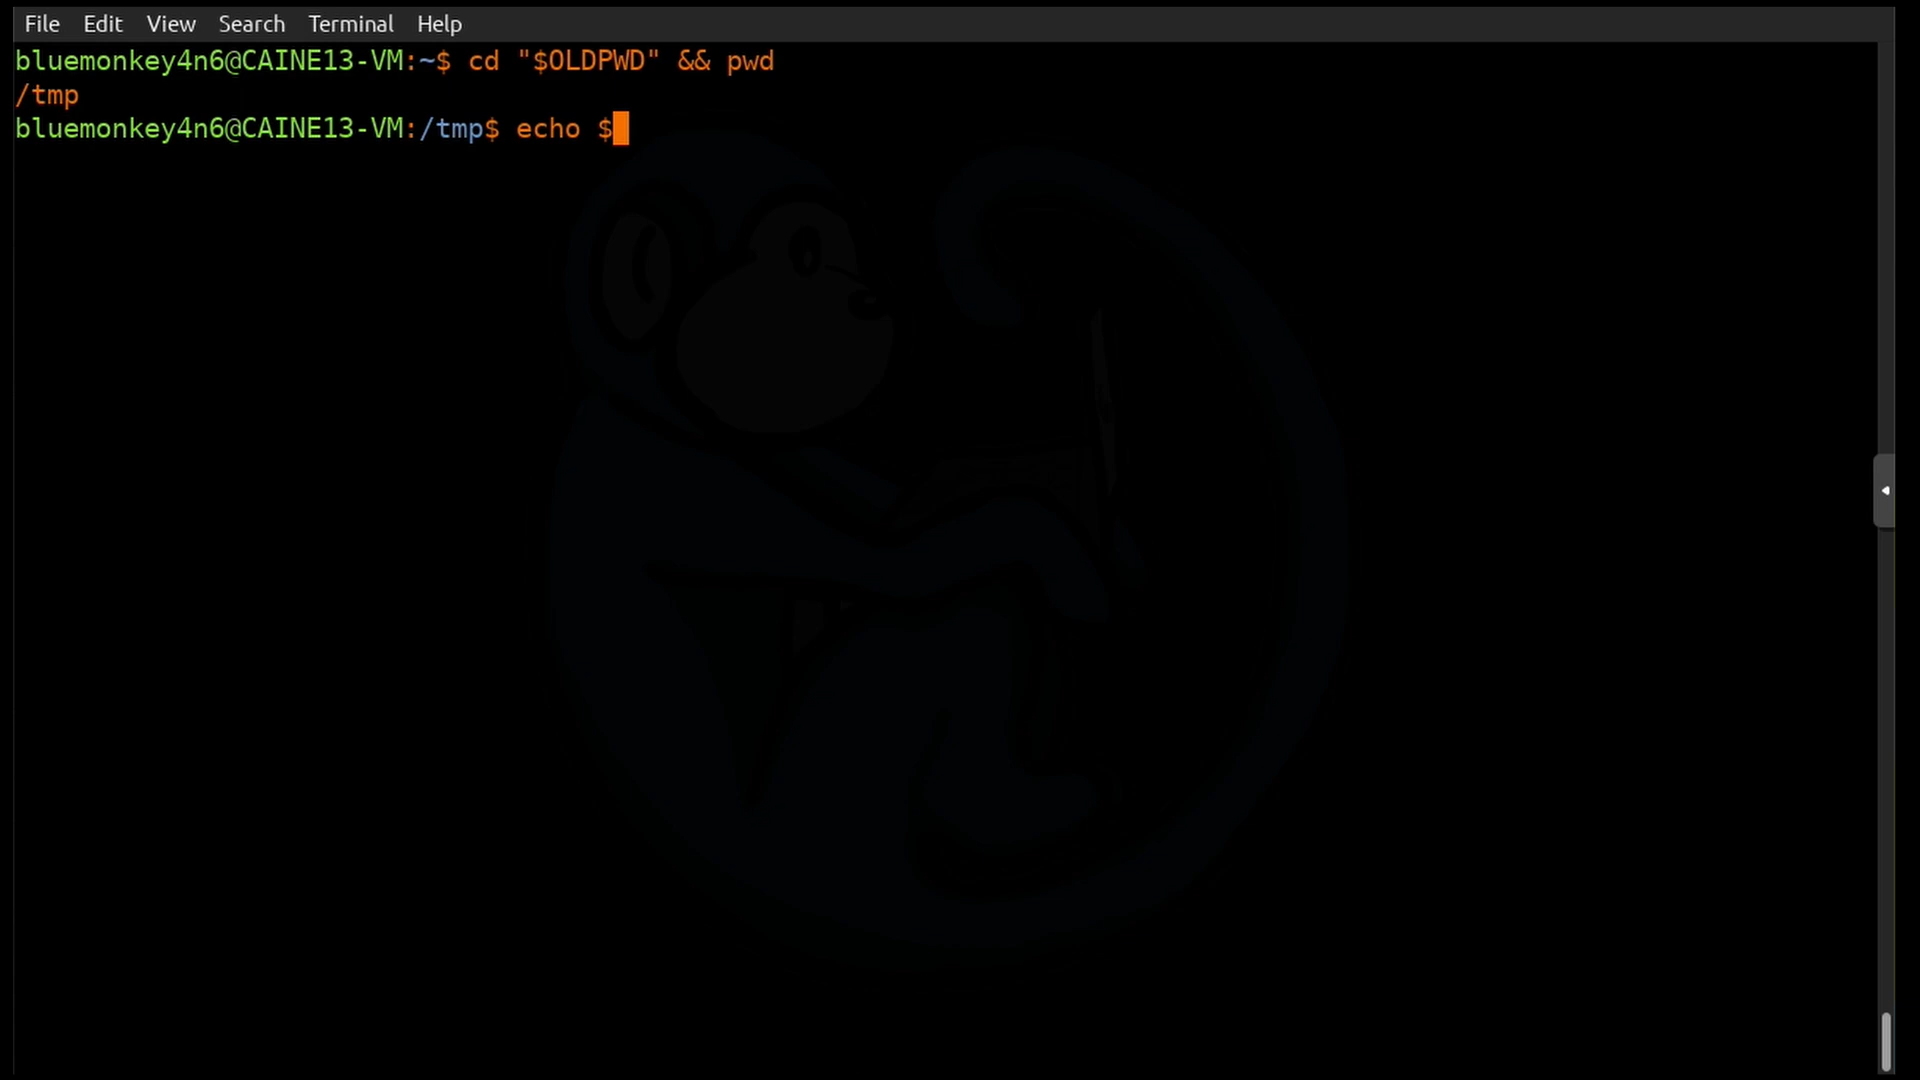 File Edit View Search Terminal Help
bluemonkey4n6@CAINE13-VM:~$ cd "$OLDPWD" && pwd
/tmp
bluemonkey4n6@CAINE13-VM:/tmp$ echo $